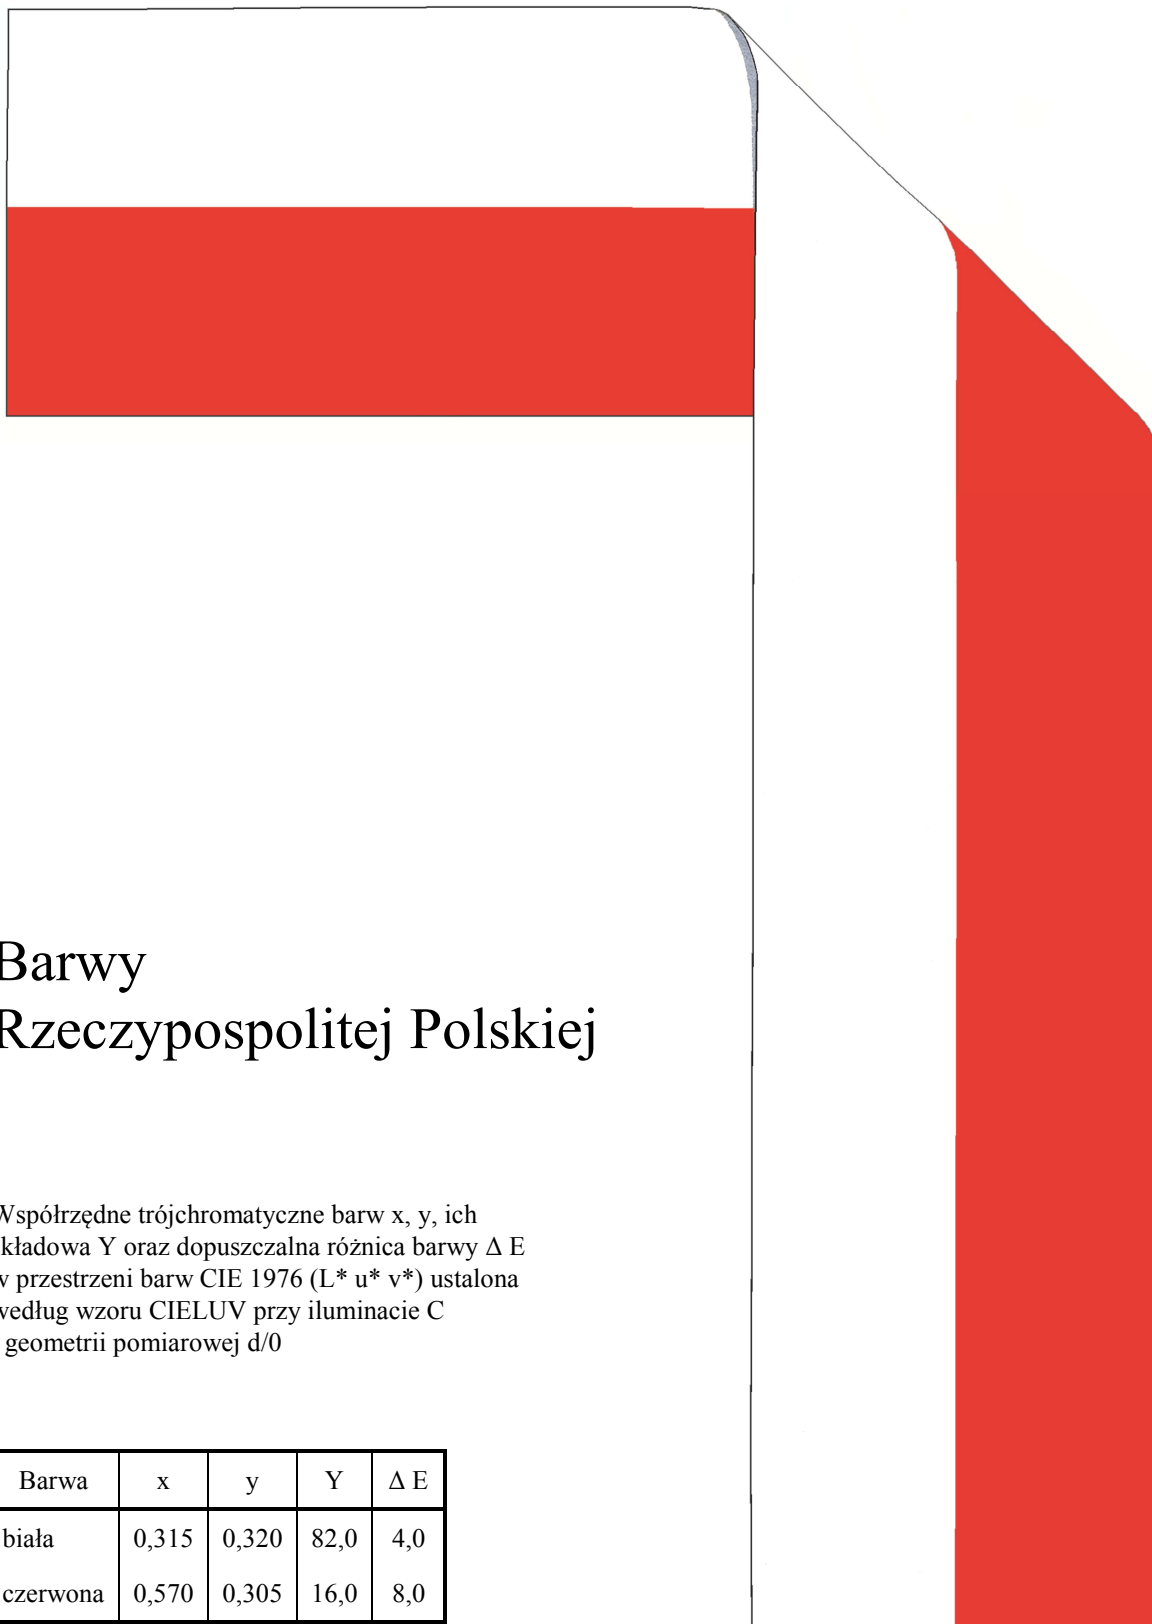 Barwy
Rzeczypospolitej Polskiej
Współrzędne trójchromatyczne barw x, y, ich
składowa Y oraz dopuszczalna różnica barwy Δ E
w przestrzeni barw CIE 1976 (L* u* v*) ustalona
według wzoru CIELUV przy iluminacie C
i geometrii pomiarowej d/0
Barwa x y Y Δ E
biała 0,315 0,320 82,0 4,0
czerwona 0,570 0,305 16,0 8,0